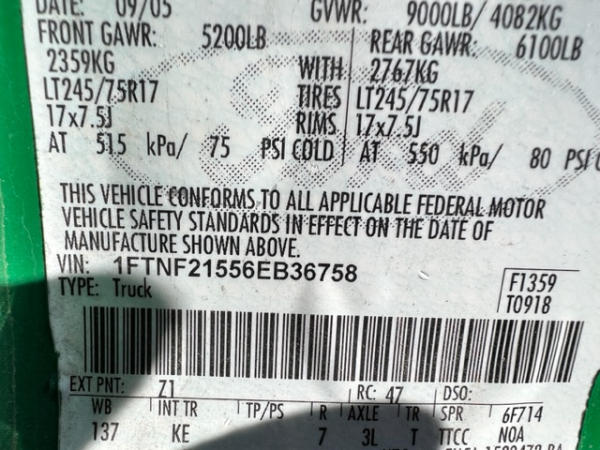 DATE: 09/05 GVWR: 9000LB/ 4082KG
FRONT GAWR: 5200LB REAR GAWR: 6100LB
2359KG WITH 2767KG
LT245/75R17 TIRES LT245/75R17
17x7.5J RIMS 17x7.5J
AT 515 kPa/ 75 PSI COLD AT 550 kPa/ 80 PSI
Ford
THIS VEHICLE CONFORMS TO ALL APPLICABLE FEDERAL MOTOR
VEHICLE SAFETY STANDARDS IN EFFECT ON THE DATE OF
MANUFACTURE SHOWN ABOVE.
VIN: 1FTNF21556EB36758
TYPE: Truck
F1359
T0918
EXT PNT: Z1 RC: 47 DSO:
WB INT TR TP/PS R AXLE TR SPR 6F714
137 KE 7 3L T TTCC NOA